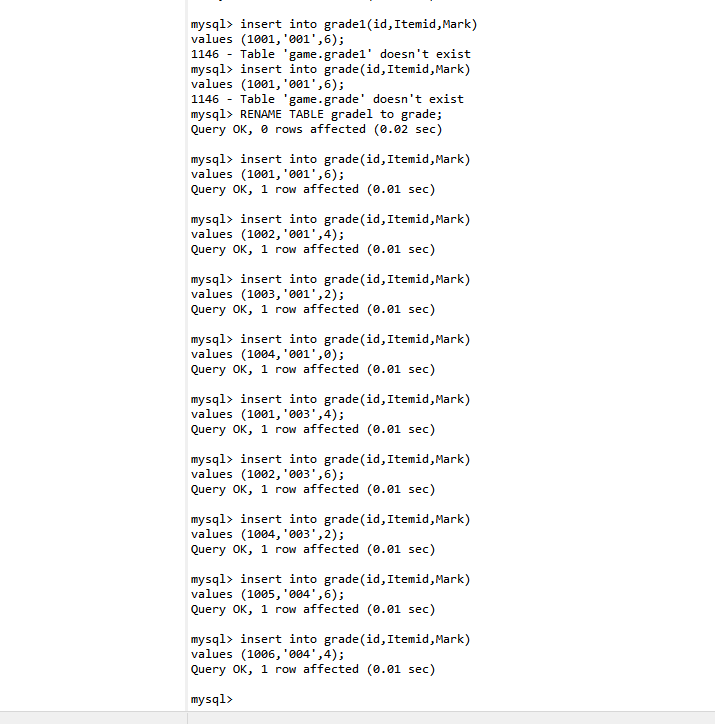 mysql> insert into grade1(id,Itemid,Mark)
values (1001,'001',6);
1146 - Table 'game.grade1' doesn't exist
mysql> insert into grade(id,Itemid,Mark)
values (1001,'001',6);
1146 - Table 'game.grade' doesn't exist
mysql> RENAME TABLE gradel to grade;
Query OK, 0 rows affected (0.02 sec)
mysql> insert into grade(id,Itemid,Mark)
values (1001,'001',6);
Query OK, 1 row affected (0.01 sec)
mysql> insert into grade(id,Itemid,Mark)
values (1002,'001',4);
Query OK, 1 row affected (0.01 sec)
mysql> insert into grade(id,Itemid,Mark)
values (1003,'001',2);
Query OK, 1 row affected (0.01 sec)
mysql> insert into grade(id,Itemid,Mark)
values (1004,'001',0);
Query OK, 1 row affected (0.01 sec)
mysql> insert into grade(id,Itemid,Mark)
values (1001,'003',4);
Query OK, 1 row affected (0.01 sec)
mysql> insert into grade(id,Itemid,Mark)
values (1002,'003',6);
Query OK, 1 row affected (0.01 sec)
mysql> insert into grade(id,Itemid,Mark)
values (1004,'003',2);
Query OK, 1 row affected (0.01 sec)
mysql> insert into grade(id,Itemid,Mark)
values (1005,'004',6);
Query OK, 1 row affected (0.01 sec)
mysql> insert into grade(id,Itemid,Mark)
values (1006,'004',4);
Query OK, 1 row affected (0.01 sec)
mysql>